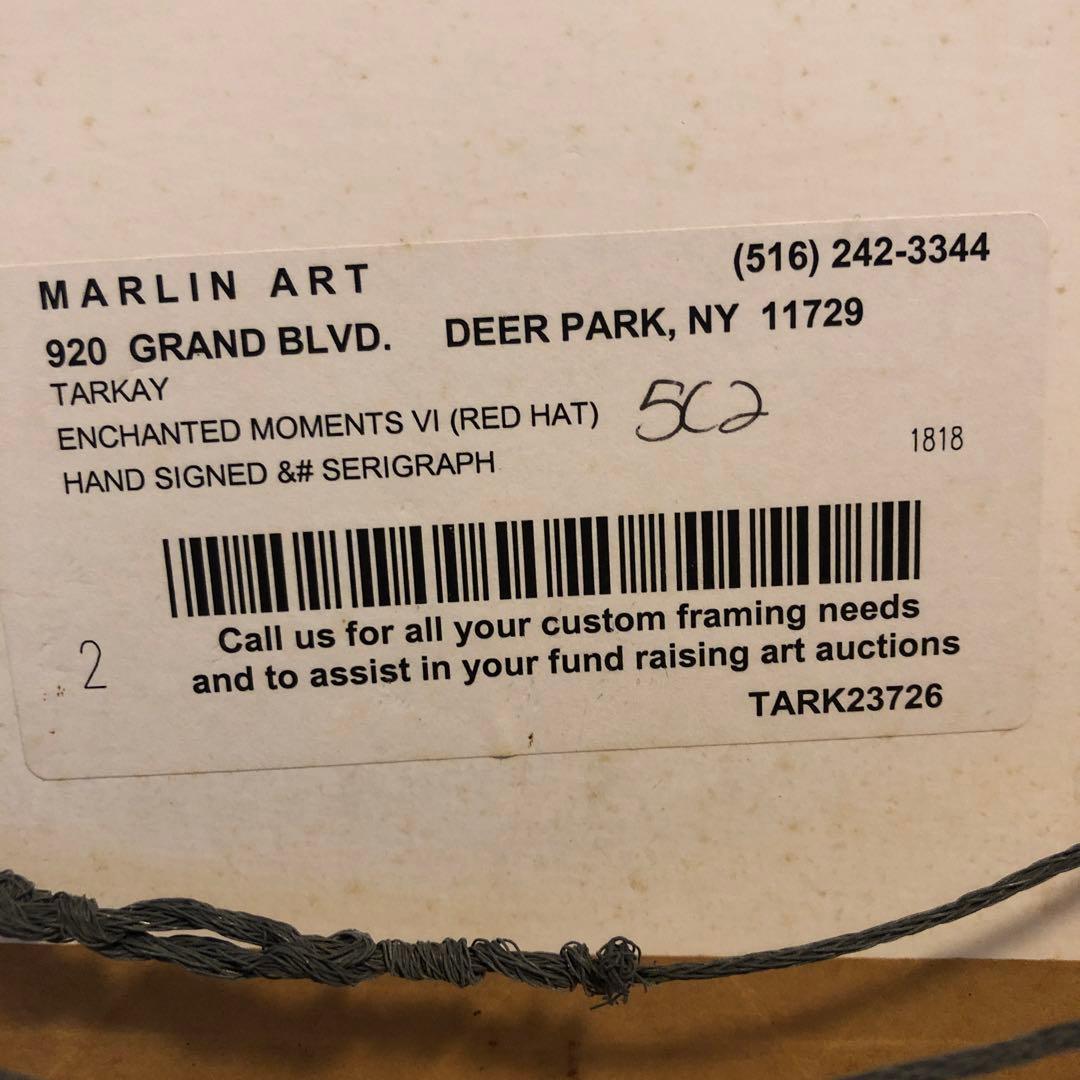 MARLIN ART (516) 242-3344
920 GRAND BLVD. DEER PARK, NY 11729
TARKAY
ENCHANTED MOMENTS VI (RED HAT) 502
HAND SIGNED &# SERIGRAPH 1818
Call us for all your custom framing needs
2 and to assist in your fund raising art auctions
TARK23726